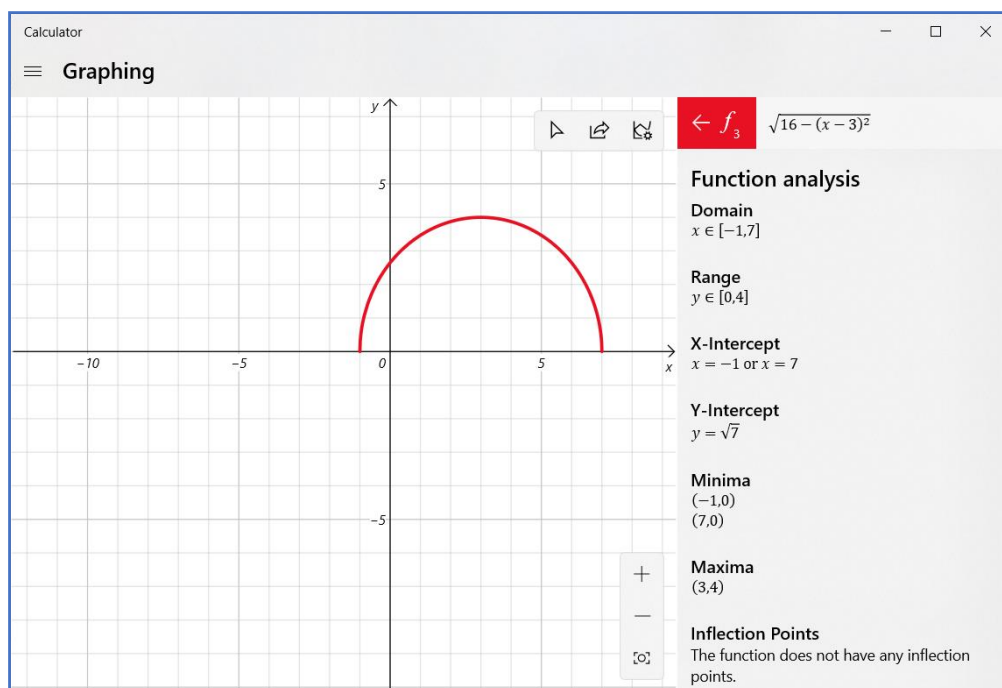 Calculator
Graphing
y
5
−10
−5
0
5
x
−5
← f₃ √16 − (x − 3)²
Function analysis
Domain
x ∈ [−1,7]
Range
y ∈ [0,4]
X-Intercept
x = −1 or x = 7
Y-Intercept
y = √7
Minima
(−1,0)
(7,0)
Maxima
(3,4)
Inflection Points
The function does not have any inflection
points.